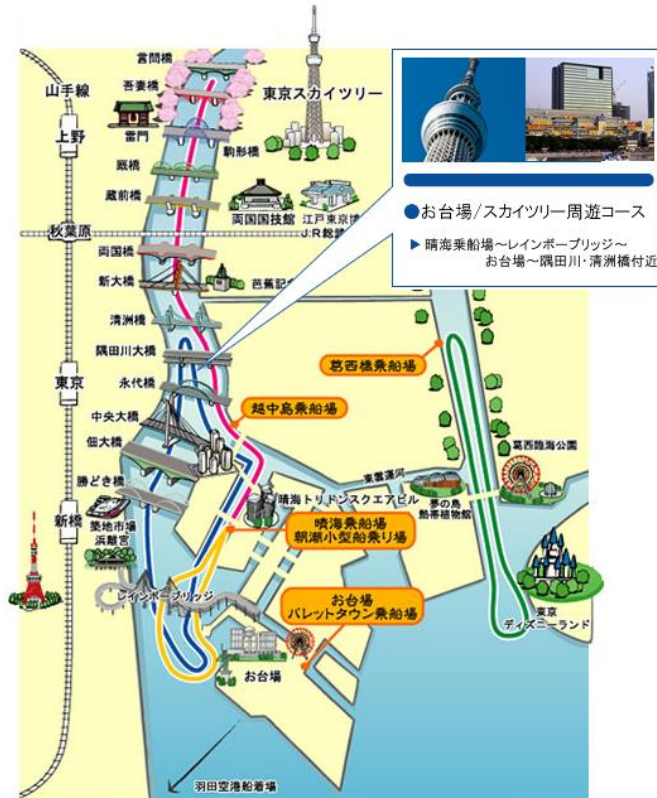 言問橋
吾妻橋
山手線
東京スカイツリー
上野
雷門
駒形橋
厩橋
蔵前橋
両国国技館
江戸東京博
秋葉原
JR総
両国橋
新大橋
芭蕉記
●お台場/スカイツリー周遊コース
▶ 晴海乗船場～レインボーブリッジ～
お台場～隅田川・清洲橋付近
清洲橋
隅田川大橋
葛西橋乗船場
東京
永代橋
越中島乗船場
中央大橋
佃大橋
葛西臨海公園
東雲運河
勝どき橋
晴海トリトンスクエアビル
夢の島
熱帯植物館
新橋
築地市場
浜離宮
晴海乗船場
朝潮小型船乗り場
レインボーブリッジ
お台場
パレットタウン乗船場
東京
ディズニーランド
お台場
羽田空港船着場